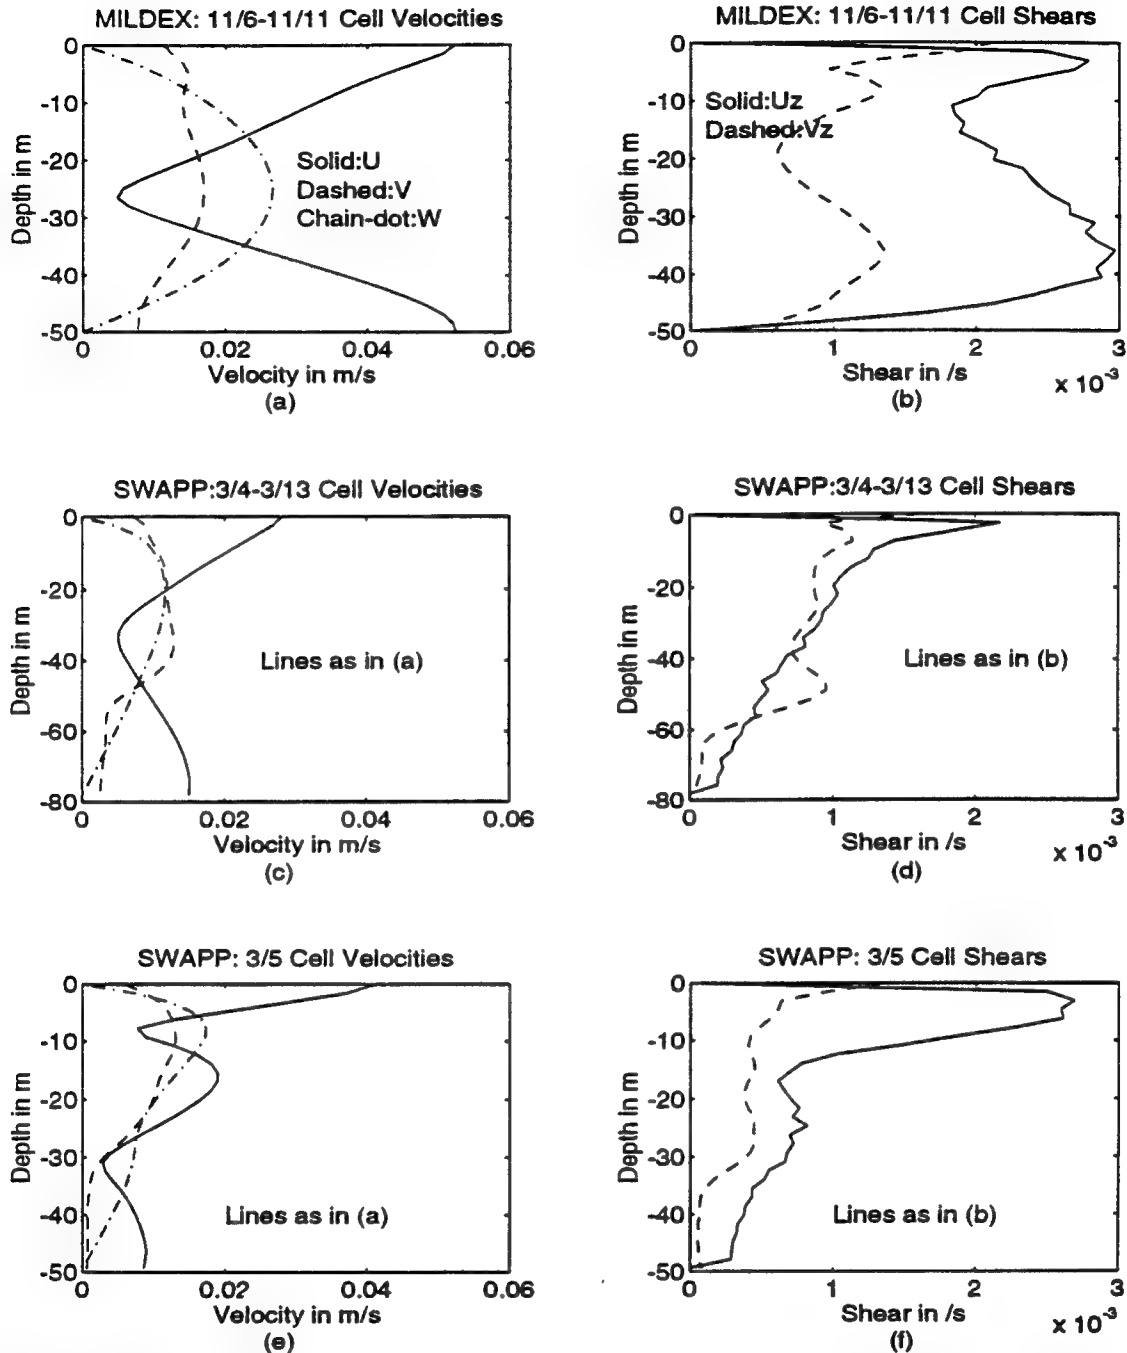 MILDEX: 11/6-11/11 Cell Velocities
0
-10
-20
-30
-40
-50
Depth in m
Solid:U
Dashed:V
Chain-dot:W
0
0.02
0.04
0.06
Velocity in m/s
(a)
MILDEX: 11/6-11/11 Cell Shears
0
-10
-20
-30
-40
-50
Depth in m
Solid:Uz
Dashed:Vz
0
1
2
3
Shear in /s
x 10-3
(b)
SWAPP:3/4-3/13 Cell Velocities
0
-20
-40
-60
-80
Depth in m
Lines as in (a)
0
0.02
0.04
0.06
Velocity in m/s
(c)
SWAPP:3/4-3/13 Cell Shears
0
-20
-40
-60
-80
Depth in m
Lines as in (b)
0
1
2
3
Shear in /s
x 10-3
(d)
SWAPP: 3/5 Cell Velocities
0
-10
-20
-30
-40
-50
Depth in m
Lines as in (a)
0
0.02
0.04
0.06
Velocity in m/s
(e)
SWAPP: 3/5 Cell Shears
0
-10
-20
-30
-40
-50
Depth in m
Lines as in (b)
0
1
2
3
Shear in /s
x 10-3
(f)